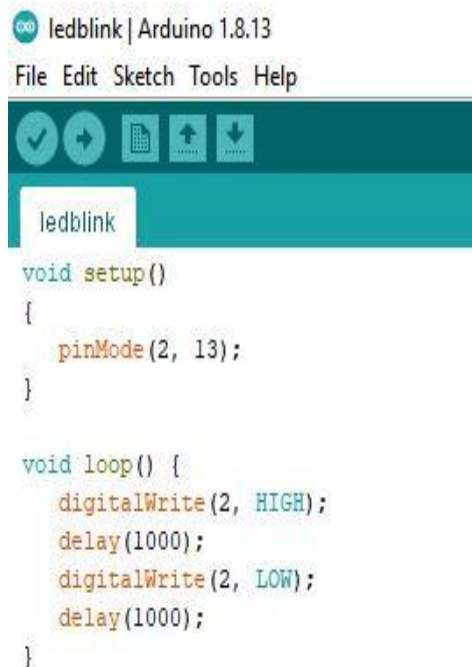 ledblink | Arduino 1.8.13
File Edit Sketch Tools Help
ledblink
void setup()
{
   pinMode(2, 13);
}

void loop() {
   digitalWrite(2, HIGH);
   delay(1000);
   digitalWrite(2, LOW);
   delay(1000);
}